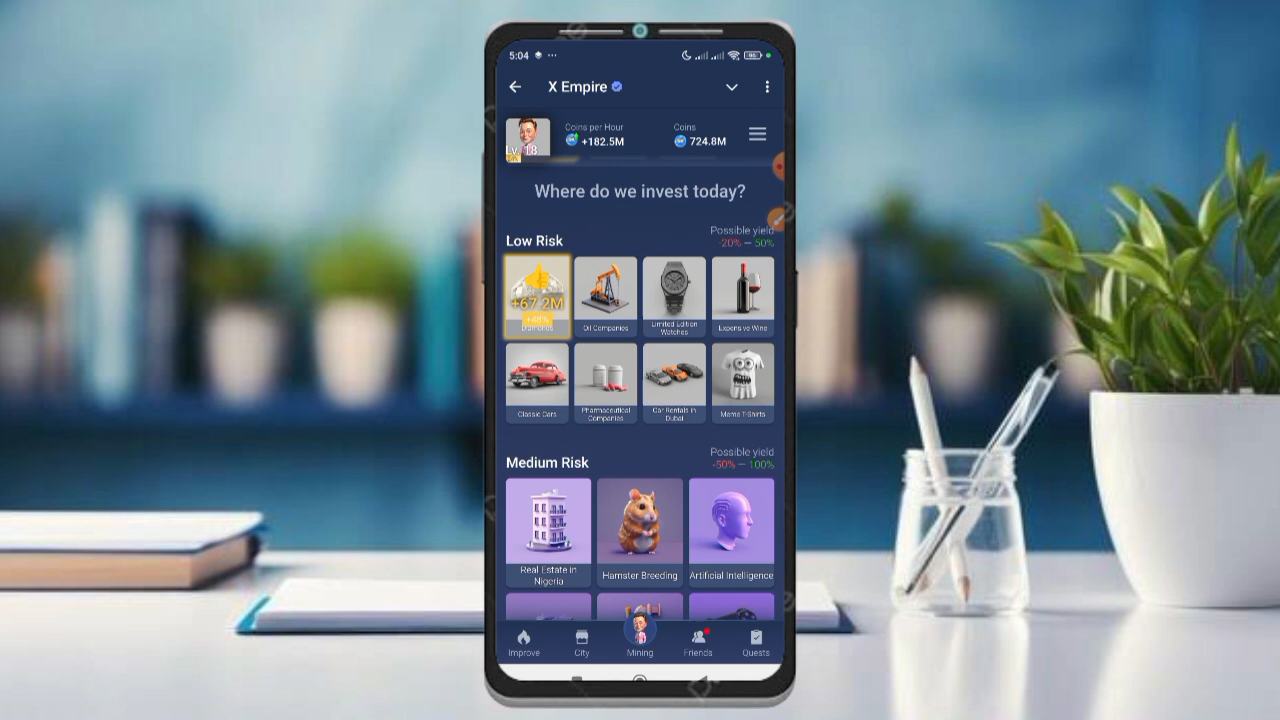 5:04
X Empire
Coins per Hour
+182.5M
Coins
724.8M
Lv. 18
Where do we invest today?
Low Risk
Possible yield
-20% — 50%
+67.2M
+48%
Diamonds
Oil Companies
Limited Edition
Watches
Expensive Wine
Classic Cars
Pharmaceutical
Companies
Car Rentals in
Dubai
Meme T-Shirts
Medium Risk
Possible yield
-50% — 100%
Real Estate in
Nigeria
Hamster Breeding
Artificial Intelligence
Improve
City
Mining
Friends
Quests